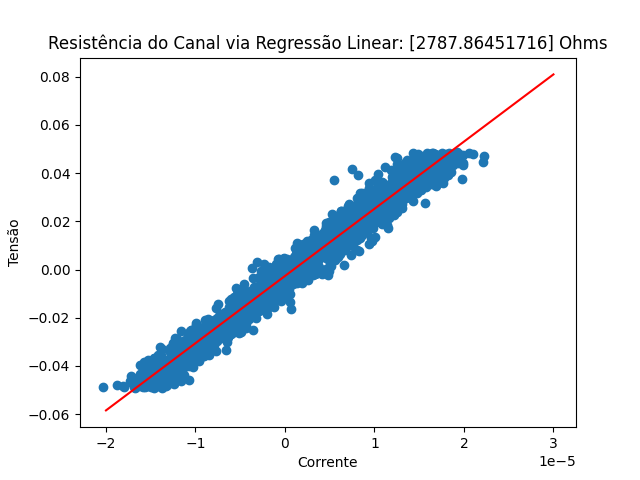 Resistência do Canal via Regressão Linear: [2787.86451716] Ohms
0.08
0.06
0.04
0.02
0.00
−0.02
−0.04
−0.06
Tensão
−2 −1 0 1 2 3
1e−5
Corrente